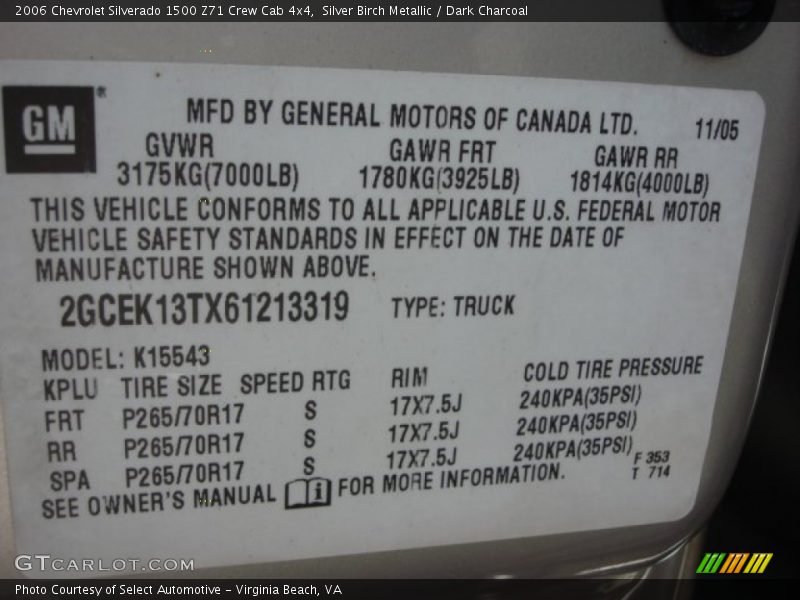 2006 Chevrolet Silverado 1500 Z71 Crew Cab 4x4,  Silver Birch Metallic / Dark Charcoal
GM®
MFD BY GENERAL MOTORS OF CANADA LTD. 11/05
GVWR GAWR FRT GAWR RR
3175KG(7000LB) 1780KG(3925LB) 1814KG(4000LB)
THIS VEHICLE CONFORMS TO ALL APPLICABLE U.S. FEDERAL MOTOR
VEHICLE SAFETY STANDARDS IN EFFECT ON THE DATE OF
MANUFACTURE SHOWN ABOVE.
2GCEK13TX61213319 TYPE: TRUCK
MODEL: K15543
KPLU TIRE SIZE SPEED RTG RIM COLD TIRE PRESSURE
FRT P265/70R17 S 17X7.5J 240KPA(35PSI)
RR P265/70R17 S 17X7.5J 240KPA(35PSI)
SPA P265/70R17 S 17X7.5J 240KPA(35PSI)
SEE OWNER'S MANUAL i FOR MORE INFORMATION.
F 353
T 714
GTCARLOT.COM
Photo Courtesy of Select Automotive - Virginia Beach, VA